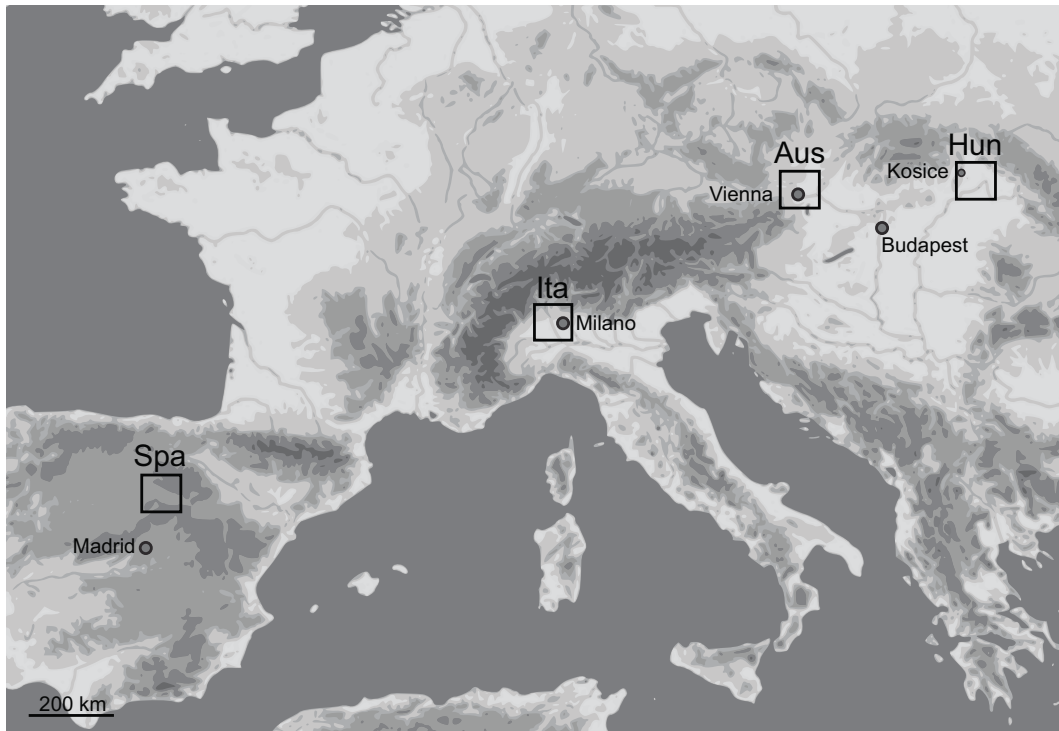 Aus
Hun
Kosice
Vienna
Budapest
Ita
Milano
Spa
Madrid
200 km